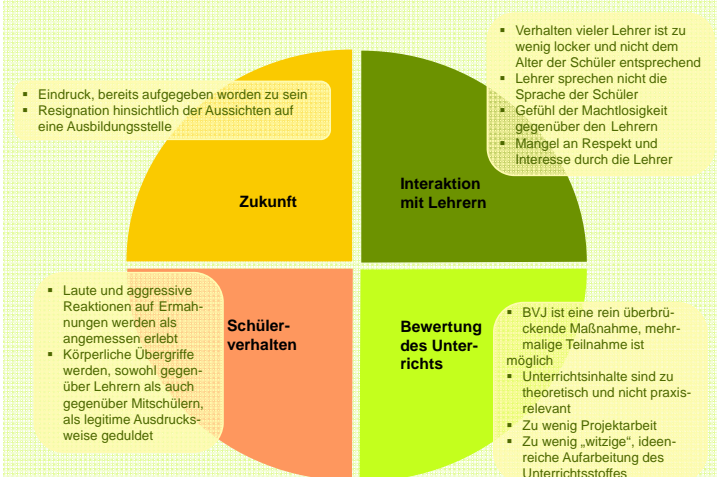 ▪ Eindruck, bereits aufgegeben worden zu sein
▪ Resignation hinsichtlich der Aussichten auf
eine Ausbildungsstelle
Zukunft
▪ Verhalten vieler Lehrer ist zu
wenig locker und nicht dem
Alter der Schüler entsprechend
▪ Lehrer sprechen nicht die
Sprache der Schüler
▪ Gefühl der Machtlosigkeit
gegenüber den Lehrern
▪ Mangel an Respekt und
Interesse durch die Lehrer
Interaktion
mit Lehrern
▪ Laute und aggressive
Reaktionen auf Ermah-
nungen werden als
angemessen erlebt
▪ Körperliche Übergriffe
werden, sowohl gegen-
über Lehrern als auch
gegenüber Mitschülern,
als legitime Ausdrucks-
weise geduldet
Schüler-
verhalten
Bewertung
des Unter-
richts
▪ BVJ ist eine rein überbrü-
ckende Maßnahme, mehr-
malige Teilnahme ist
möglich
▪ Unterrichtsinhalte sind zu
theoretisch und nicht praxis-
relevant
▪ Zu wenig Projektarbeit
▪ Zu wenig „witzige“, ideen-
reiche Aufarbeitung des
Unterrichtsstoffes